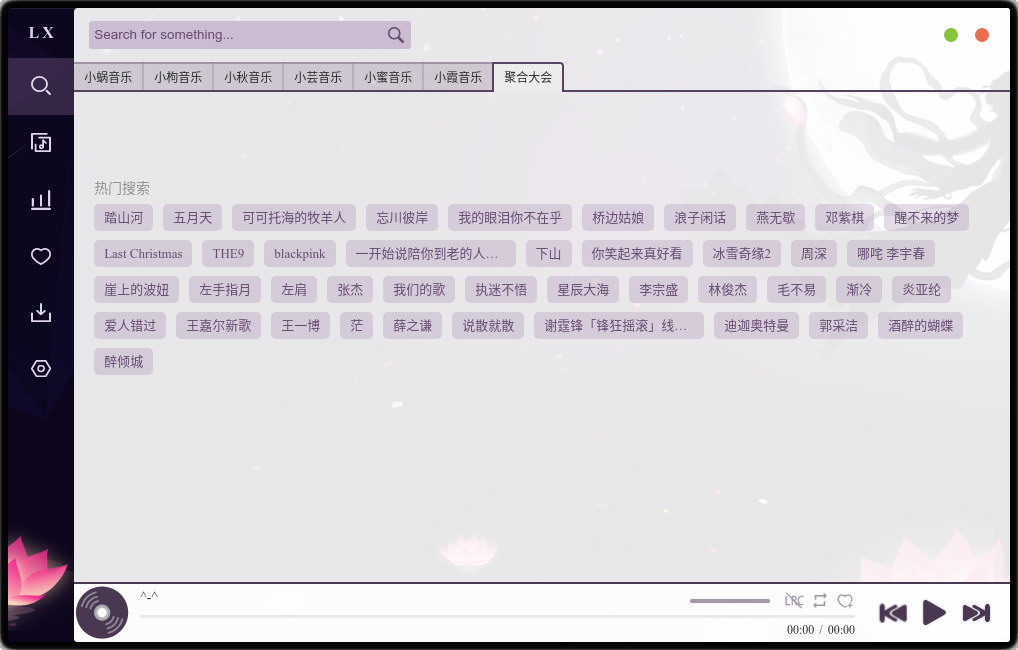 L X
Search for something...
小蜗音乐 小枸音乐 小秋音乐 小芸音乐 小蜜音乐 小霞音乐 聚合大会
热门搜索
踏山河 五月天 可可托海的牧羊人 忘川彼岸 我的眼泪你不在乎 桥边姑娘 浪子闲话 燕无歇 邓紫棋 醒不来的梦
Last Christmas THE9 blackpink 一开始说陪你到老的人… 下山 你笑起来真好看 冰雪奇缘2 周深 哪咤 李宇春
崖上的波妞 左手指月 左肩 张杰 我们的歌 执迷不悟 星辰大海 李宗盛 林俊杰 毛不易 渐冷 炎亚纶
爱人错过 王嘉尔新歌 王一博 茫 薛之谦 说散就散 谢霆锋「锋狂摇滚」线… 迪迦奥特曼 郭采洁 酒醉的蝴蝶
醉倾城
^-^
LRC
00:00 / 00:00